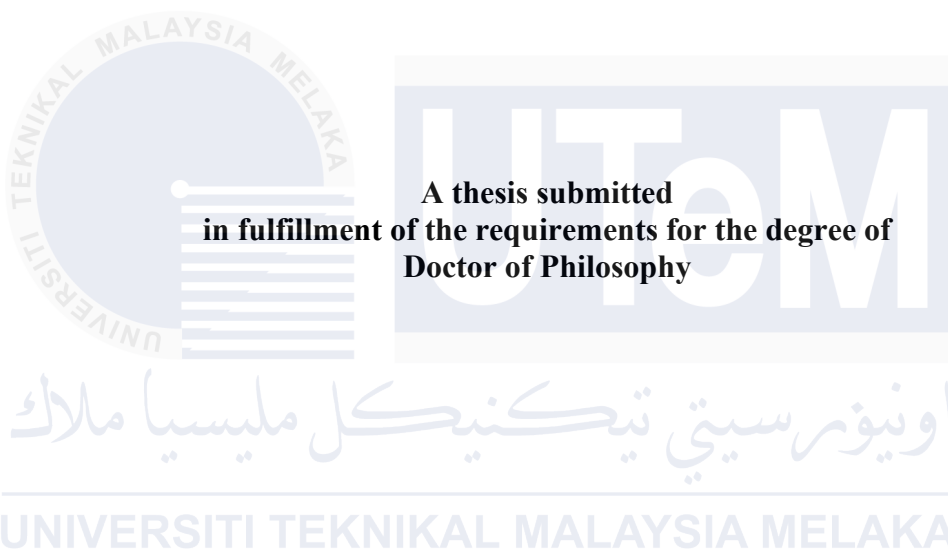 UNIVERSITI TEKNIKAL MALAYSIA MELAKA
UTeM
A thesis submitted
in fulfillment of the requirements for the degree of
Doctor of Philosophy
اونيۏرسيتي تيكنيكل مليسيا ملاك
UNIVERSITI TEKNIKAL MALAYSIA MELAKA